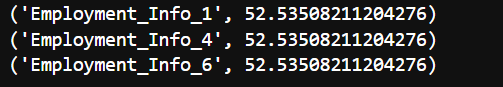 ('Employment_Info_1', 52.53508211204276)
('Employment_Info_4', 52.53508211204276)
('Employment_Info_6', 52.53508211204276)